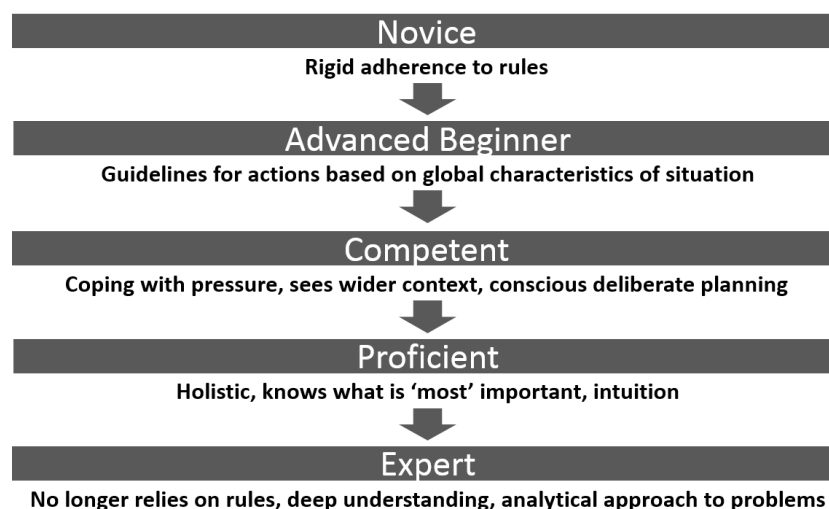 Novice
Rigid adherence to rules
Advanced Beginner
Guidelines for actions based on global characteristics of situation
Competent
Coping with pressure, sees wider context, conscious deliberate planning
Proficient
Holistic, knows what is ‘most’ important, intuition
Expert
No longer relies on rules, deep understanding, analytical approach to problems